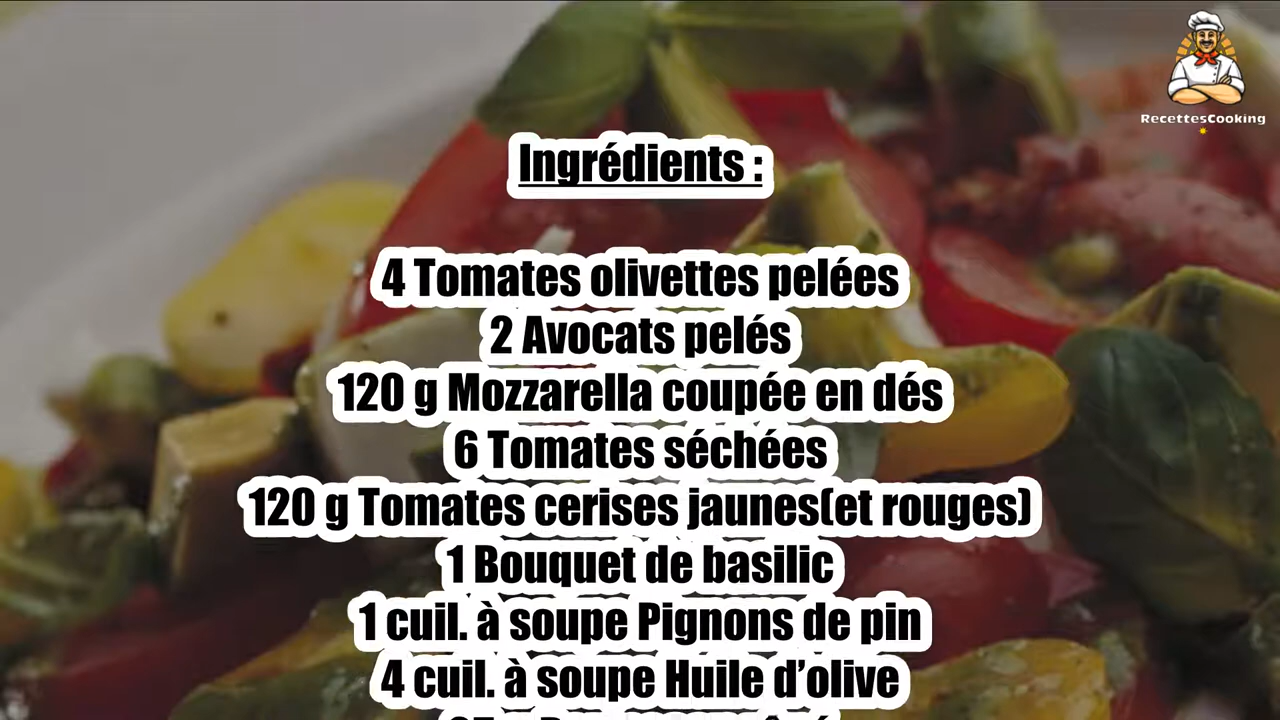 RecettesCooking
Ingrédients :
4 Tomates olivettes pelées
2 Avocats pelés
120 g Mozzarella coupée en dés
6 Tomates séchées
120 g Tomates cerises jaunes(et rouges)
1 Bouquet de basilic
1 cuil. à soupe Pignons de pin
4 cuil. à soupe Huile d’olive